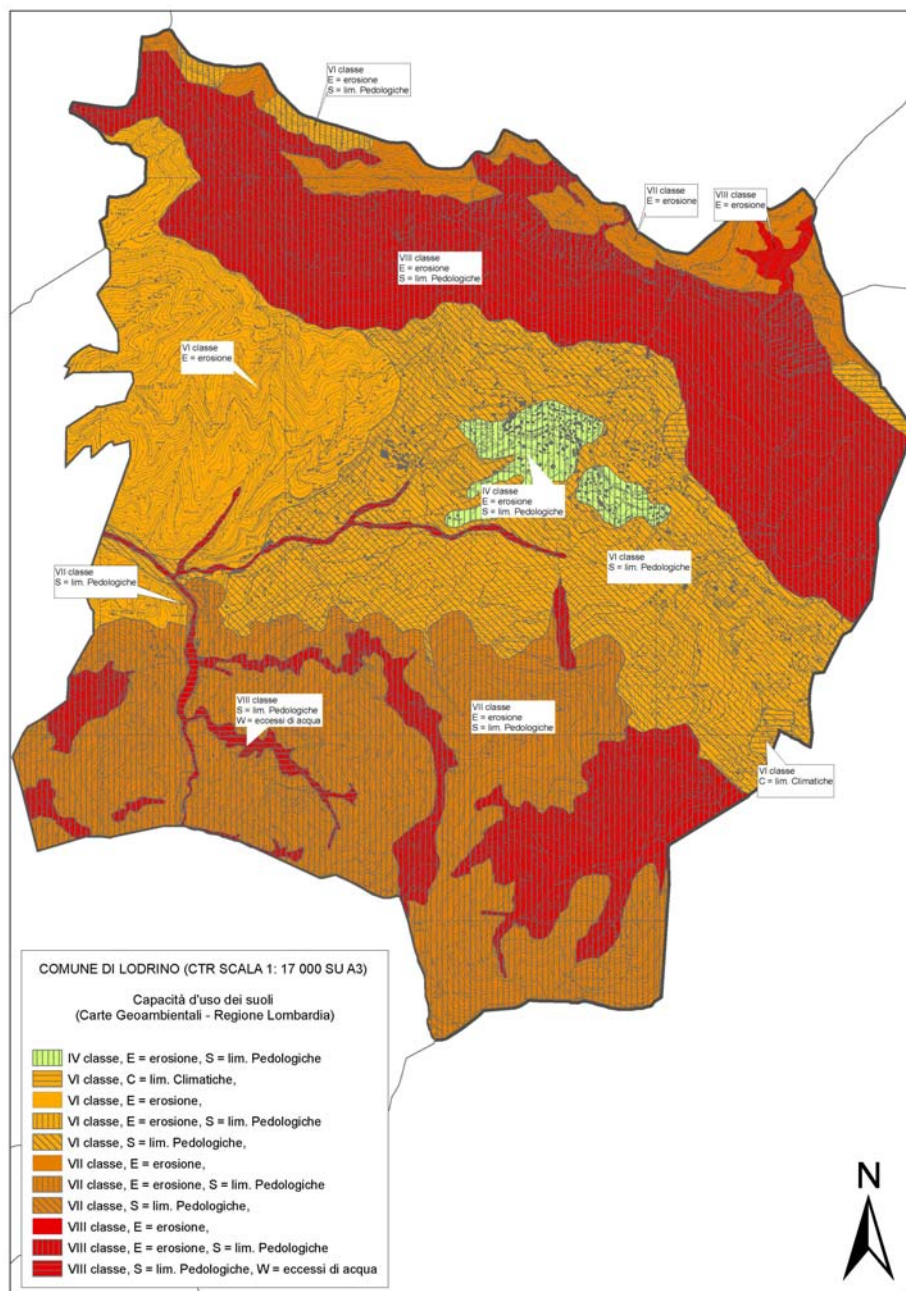 VI classe
E = erosione
S = lim. Pedologiche
VII classe
E = erosione
VIII classe
E = erosione
VIII classe
E = erosione
S = lim. Pedologiche
VI classe
E = erosione
IV classe
E = erosione
S = lim. Pedologiche
VI classe
S = lim. Pedologiche
VII classe
S = lim. Pedologiche
VIII classe
S = lim. Pedologiche
W = eccessi di acqua
VII classe
E = erosione
S = lim. Pedologiche
VI classe
C = lim. Climatiche
COMUNE DI LODRINO (CTR SCALA 1: 17 000 SU A3)
Capacità d'uso dei suoli
(Carte Geoambientali - Regione Lombardia)
IV classe, E = erosione, S = lim. Pedologiche
VI classe, C = lim. Climatiche,
VI classe, E = erosione,
VI classe, E = erosione, S = lim. Pedologiche
VI classe, S = lim. Pedologiche,
VII classe, E = erosione,
VII classe, E = erosione, S = lim. Pedologiche
VII classe, S = lim. Pedologiche,
VIII classe, E = erosione,
VIII classe, E = erosione, S = lim. Pedologiche
VIII classe, S = lim. Pedologiche, W = eccessi di acqua
N